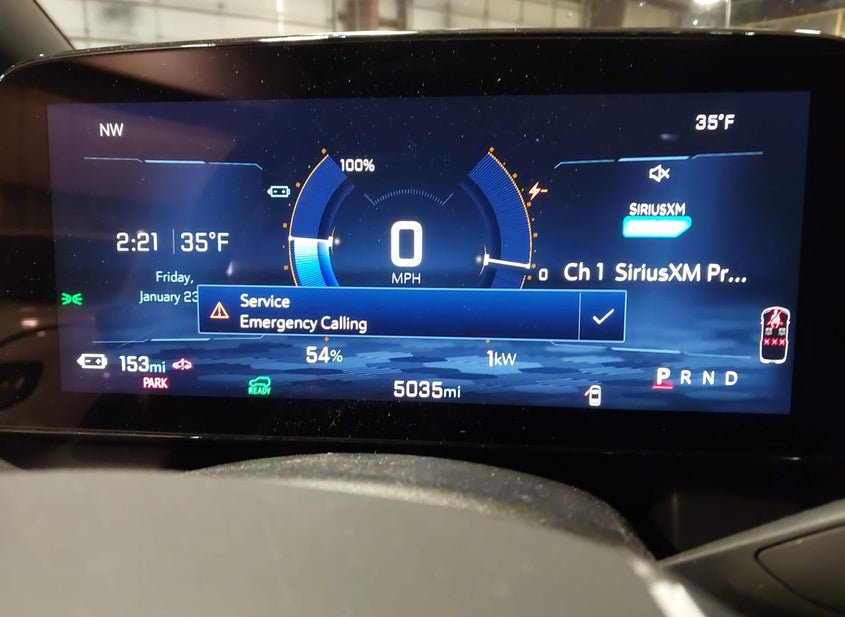 NW
35°F
100%
SIRIUSXM
2:21 35°F
0
MPH
0
Ch 1 SiriusXM Pr...
Friday,
January 23
Service
Emergency Calling
153mi
54%
1kW
PARK
READY
5035mi
P R N D